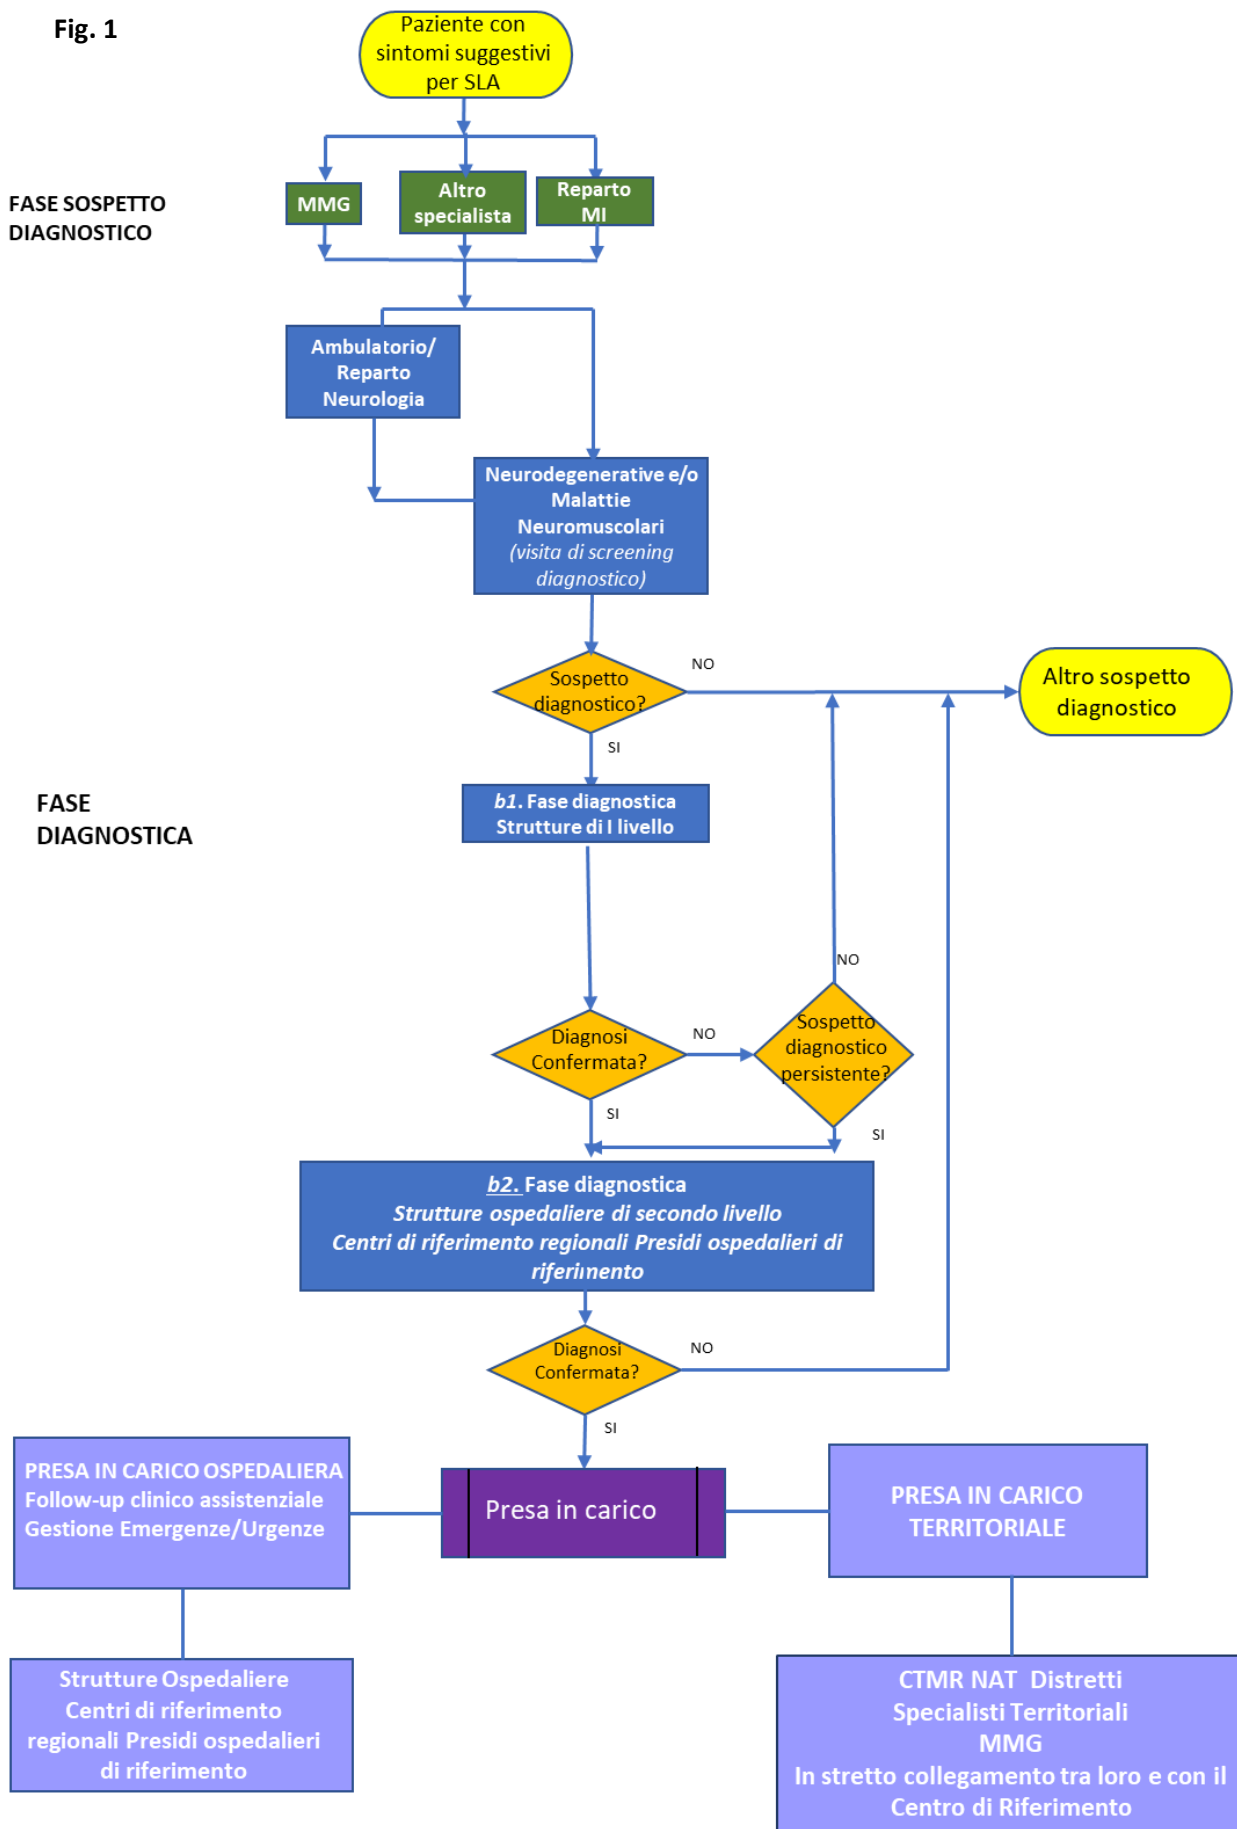 Fig. 1
Paziente con
sintomi suggestivi
per SLA
FASE SOSPETTO
DIAGNOSTICO
MMG
Altro
specialista
Reparto
MI
Ambulatorio/
Reparto
Neurologia
Neurodegenerative e/o
Malattie
Neuromuscolari
(visita di screening
diagnostico)
Sospetto
diagnostico?
NO
Altro sospetto
diagnostico
SI
FASE
DIAGNOSTICA
b1. Fase diagnostica
Strutture di I livello
NO
Diagnosi
Confermata?
NO
Sospetto
diagnostico
persistente?
SI
SI
b2. Fase diagnostica
Strutture ospedaliere di secondo livello
Centri di riferimento regionali Presidi ospedalieri di
riferimento
Diagnosi
Confermata?
NO
SI
PRESA IN CARICO OSPEDALIERA
Follow-up clinico assistenziale
Gestione Emergenze/Urgenze
Presa in carico
PRESA IN CARICO
TERRITORIALE
Strutture Ospedaliere
Centri di riferimento
regionali Presidi ospedalieri
di riferimento
CTMR NAT Distretti
Specialisti Territoriali
MMG
In stretto collegamento tra loro e con il
Centro di Riferimento